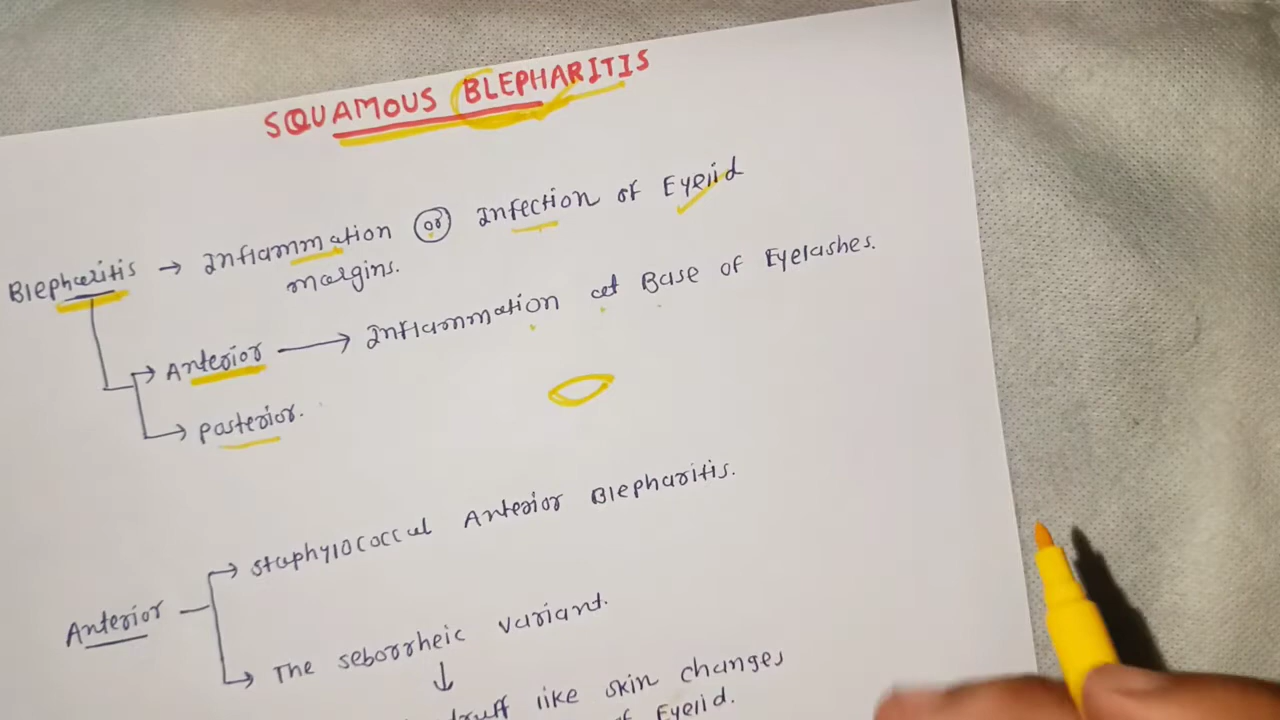 SQUAMOUS BLEPHARITIS
Blepharitis → Inflammation or Infection of Eyelid
margins.
Anterior → Inflammation at Base of Eyelashes.
Posterior.
Anterior
Staphylococcal Anterior Blepharitis.
The seborrheic variant.
like skin changes
of Eyelid.